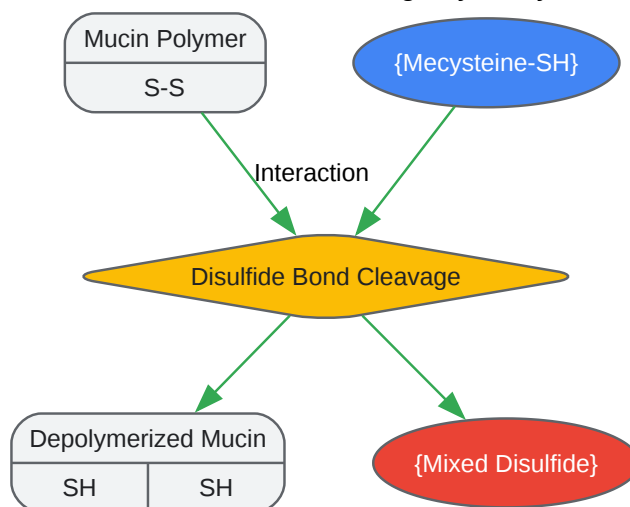 Mucin Polymer
S-S
{Mecysteine-SH}
Interaction
Disulfide Bond Cleavage
Depolymerized Mucin
SH SH
{Mixed Disulfide}